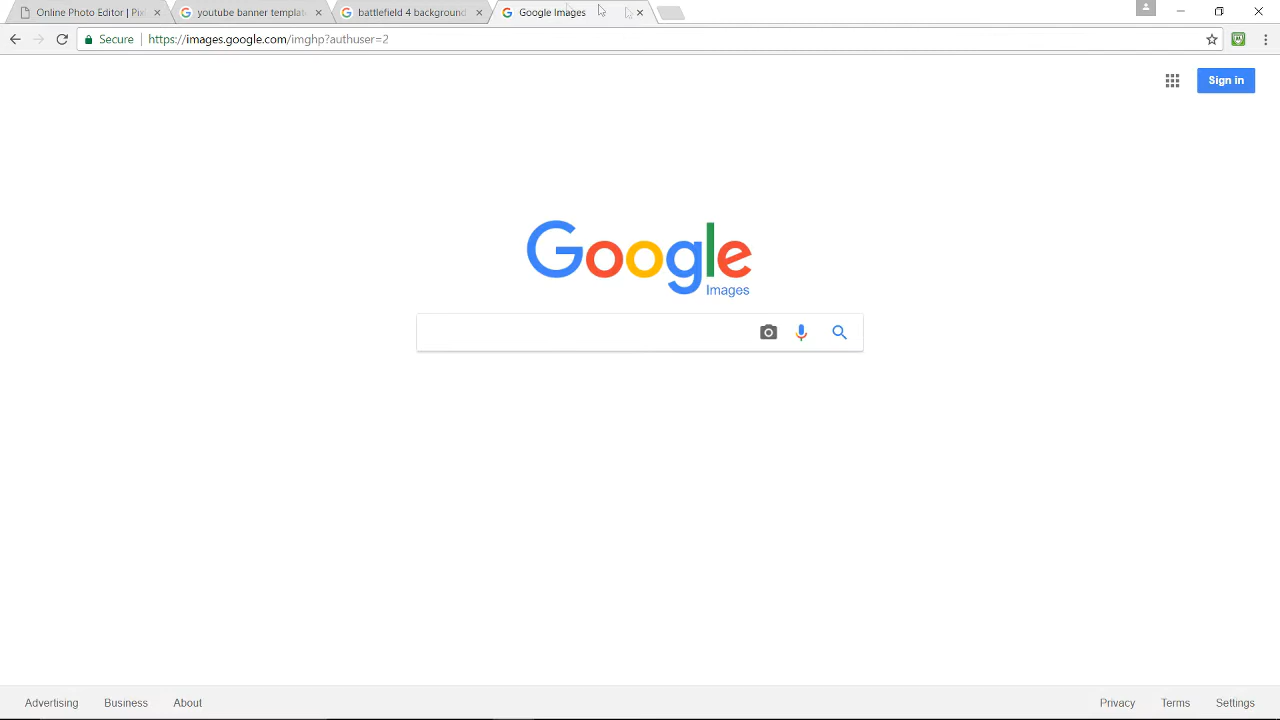 Online Photo Editor | Pixl
youtube banner templat
battlefield 4 background
Google Images
Secure
https://images.google.com/imghp?authuser=2
Sign in
Google
Images
Advertising Business About
Privacy Terms Settings